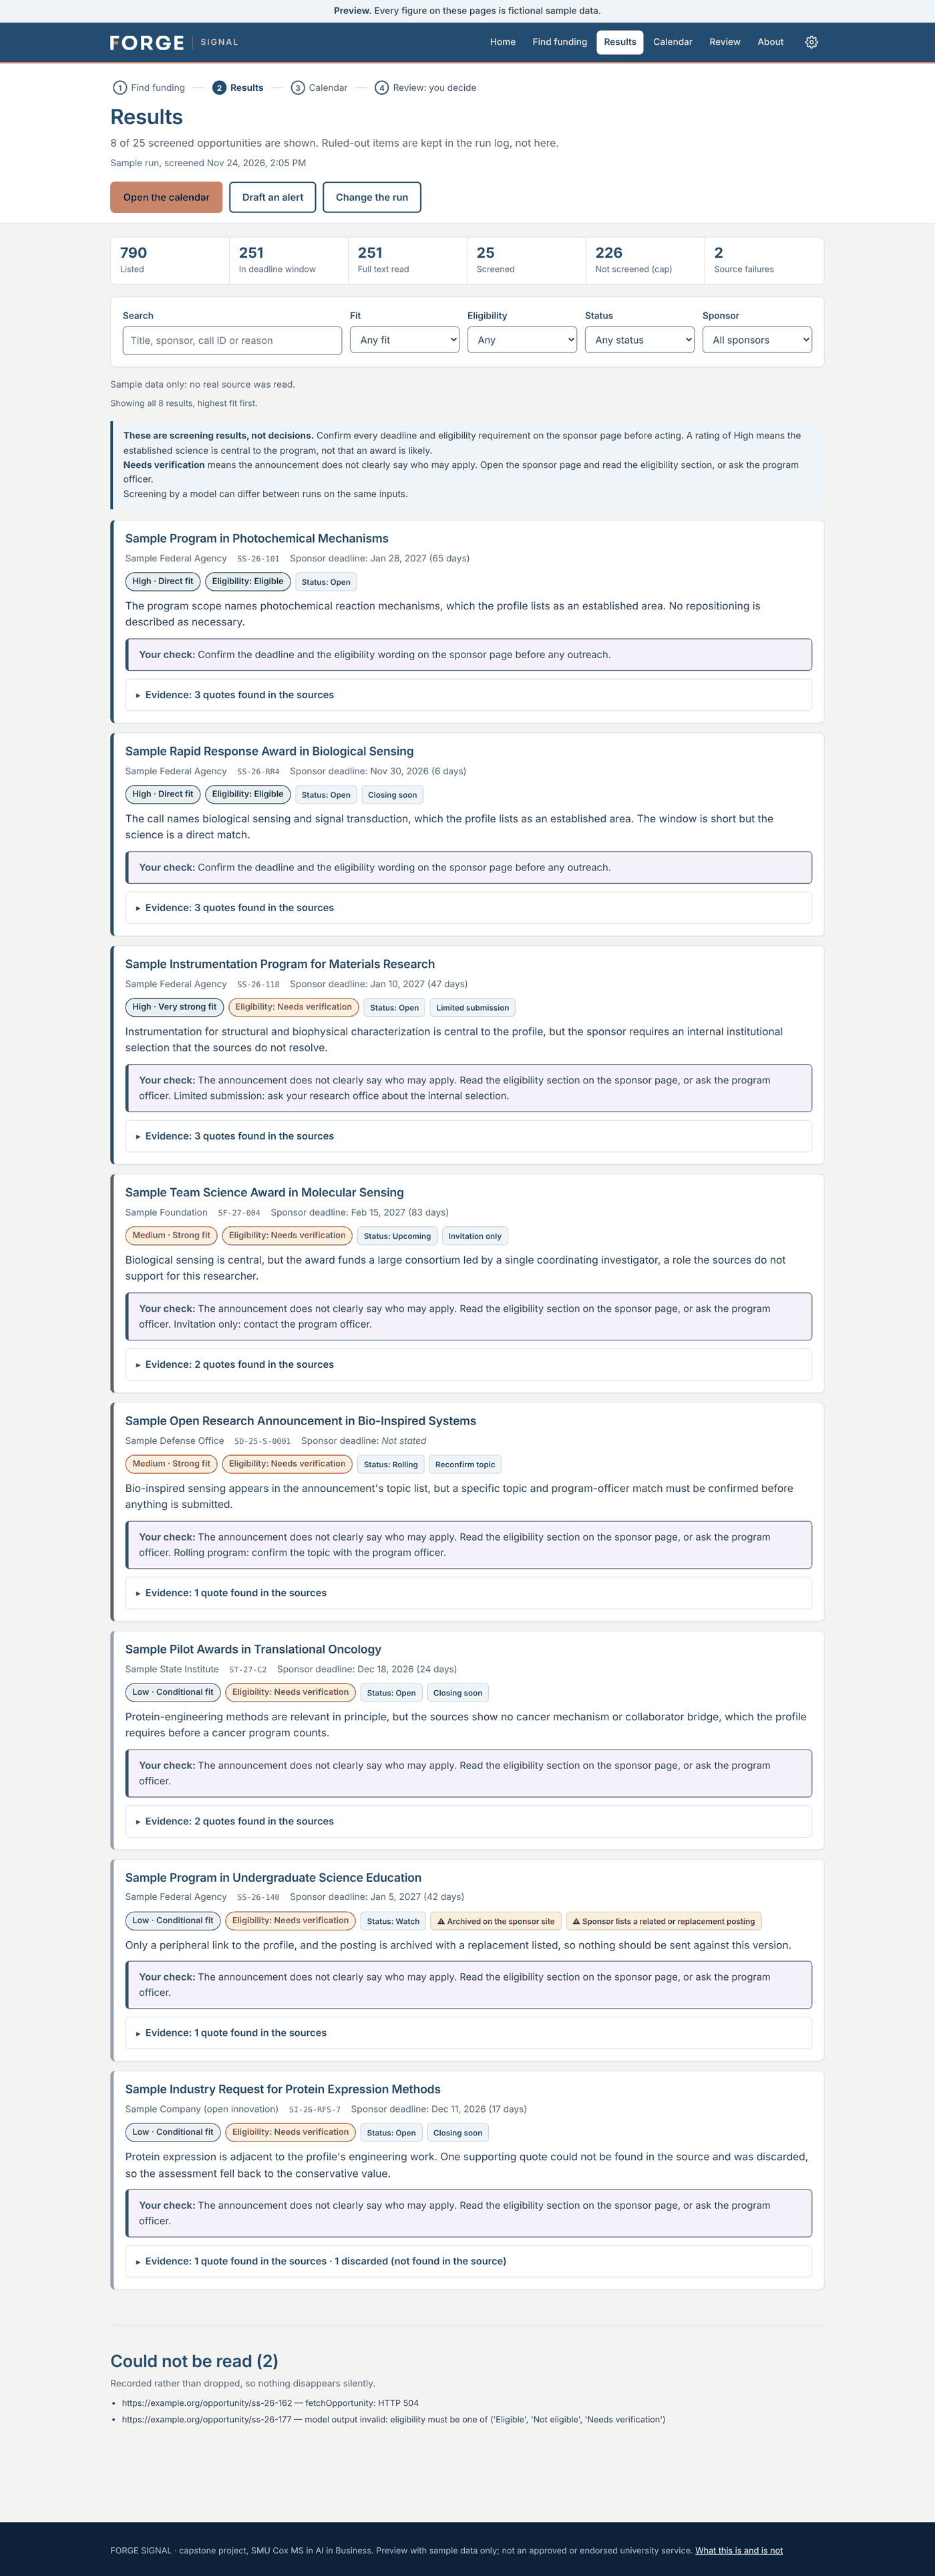 Preview. Every figure on these pages is fictional sample data.
FORGE SIGNAL
Home Find funding Results Calendar Review About
1 Find funding 2 Results 3 Calendar 4 Review: you decide
Results
8 of 25 screened opportunities are shown. Ruled-out items are kept in the run log, not here.
Sample run, screened Nov 24, 2026, 2:05 PM
Open the calendar Draft an alert Change the run
790 251 251 25 226 2
Listed In deadline window Full text read Screened Not screened (cap) Source failures
Search Fit Eligibility Status Sponsor
Title, sponsor, call ID or reason Any fit Any Any status All sponsors
Sample data only: no real source was read.
Showing all 8 results, highest fit first.
These are screening results, not decisions. Confirm every deadline and eligibility requirement on the sponsor page before acting. A rating of High means the
established science is central to the program, not that an award is likely.
Needs verification means the announcement does not clearly say who may apply. Open the sponsor page and read the eligibility section, or ask the program
officer.
Screening by a model can differ between runs on the same inputs.
Sample Program in Photochemical Mechanisms
Sample Federal Agency SS-26-101 Sponsor deadline: Jan 28, 2027 (65 days)
High · Direct fit Eligibility: Eligible Status: Open
The program scope names photochemical reaction mechanisms, which the profile lists as an established area. No repositioning is
described as necessary.
Your check: Confirm the deadline and the eligibility wording on the sponsor page before any outreach.
▸ Evidence: 3 quotes found in the sources
Sample Rapid Response Award in Biological Sensing
Sample Federal Agency SS-26-RR4 Sponsor deadline: Nov 30, 2026 (6 days)
High · Direct fit Eligibility: Eligible Status: Open Closing soon
The call names biological sensing and signal transduction, which the profile lists as an established area. The window is short but the
science is a direct match.
Your check: Confirm the deadline and the eligibility wording on the sponsor page before any outreach.
▸ Evidence: 3 quotes found in the sources
Sample Instrumentation Program for Materials Research
Sample Federal Agency SS-26-118 Sponsor deadline: Jan 10, 2027 (47 days)
High · Very strong fit Eligibility: Needs verification Status: Open Limited submission
Instrumentation for structural and biophysical characterization is central to the profile, but the sponsor requires an internal institutional
selection that the sources do not resolve.
Your check: The announcement does not clearly say who may apply. Read the eligibility section on the sponsor page, or ask the program
officer. Limited submission: ask your research office about the internal selection.
▸ Evidence: 3 quotes found in the sources
Sample Team Science Award in Molecular Sensing
Sample Foundation SF-27-004 Sponsor deadline: Feb 15, 2027 (83 days)
Medium · Strong fit Eligibility: Needs verification Status: Upcoming Invitation only
Biological sensing is central, but the award funds a large consortium led by a single coordinating investigator, a role the sources do not
support for this researcher.
Your check: The announcement does not clearly say who may apply. Read the eligibility section on the sponsor page, or ask the program
officer. Invitation only: contact the program officer.
▸ Evidence: 2 quotes found in the sources
Sample Open Research Announcement in Bio-Inspired Systems
Sample Defense Office SD-25-S-0001 Sponsor deadline: Not stated
Medium · Strong fit Eligibility: Needs verification Status: Rolling Reconfirm topic
Bio-inspired sensing appears in the announcement's topic list, but a specific topic and program-officer match must be confirmed before
anything is submitted.
Your check: The announcement does not clearly say who may apply. Read the eligibility section on the sponsor page, or ask the program
officer. Rolling program: confirm the topic with the program officer.
▸ Evidence: 1 quote found in the sources
Sample Pilot Awards in Translational Oncology
Sample State Institute ST-27-C2 Sponsor deadline: Dec 18, 2026 (24 days)
Low · Conditional fit Eligibility: Needs verification Status: Open Closing soon
Protein-engineering methods are relevant in principle, but the sources show no cancer mechanism or collaborator bridge, which the profile
requires before a cancer program counts.
Your check: The announcement does not clearly say who may apply. Read the eligibility section on the sponsor page, or ask the program
officer.
▸ Evidence: 2 quotes found in the sources
Sample Program in Undergraduate Science Education
Sample Federal Agency SS-26-140 Sponsor deadline: Jan 5, 2027 (42 days)
Low · Conditional fit Eligibility: Needs verification Status: Watch ⚠ Archived on the sponsor site ⚠ Sponsor lists a related or replacement posting
Only a peripheral link to the profile, and the posting is archived with a replacement listed, so nothing should be sent against this version.
Your check: The announcement does not clearly say who may apply. Read the eligibility section on the sponsor page, or ask the program
officer.
▸ Evidence: 1 quote found in the sources
Sample Industry Request for Protein Expression Methods
Sample Company (open innovation) SI-26-RFS-7 Sponsor deadline: Dec 11, 2026 (17 days)
Low · Conditional fit Eligibility: Needs verification Status: Open Closing soon
Protein expression is adjacent to the profile's engineering work. One supporting quote could not be found in the source and was discarded,
so the assessment fell back to the conservative value.
Your check: The announcement does not clearly say who may apply. Read the eligibility section on the sponsor page, or ask the program
officer.
▸ Evidence: 1 quote found in the sources · 1 discarded (not found in the source)
Could not be read (2)
Recorded rather than dropped, so nothing disappears silently.
• https://example.org/opportunity/ss-26-162 — fetchOpportunity: HTTP 504
• https://example.org/opportunity/ss-26-177 — model output invalid: eligibility must be one of ('Eligible', 'Not eligible', 'Needs verification')
FORGE SIGNAL · capstone project, SMU Cox MS in AI in Business. Preview with sample data only; not an approved or endorsed university service. What this is and is not